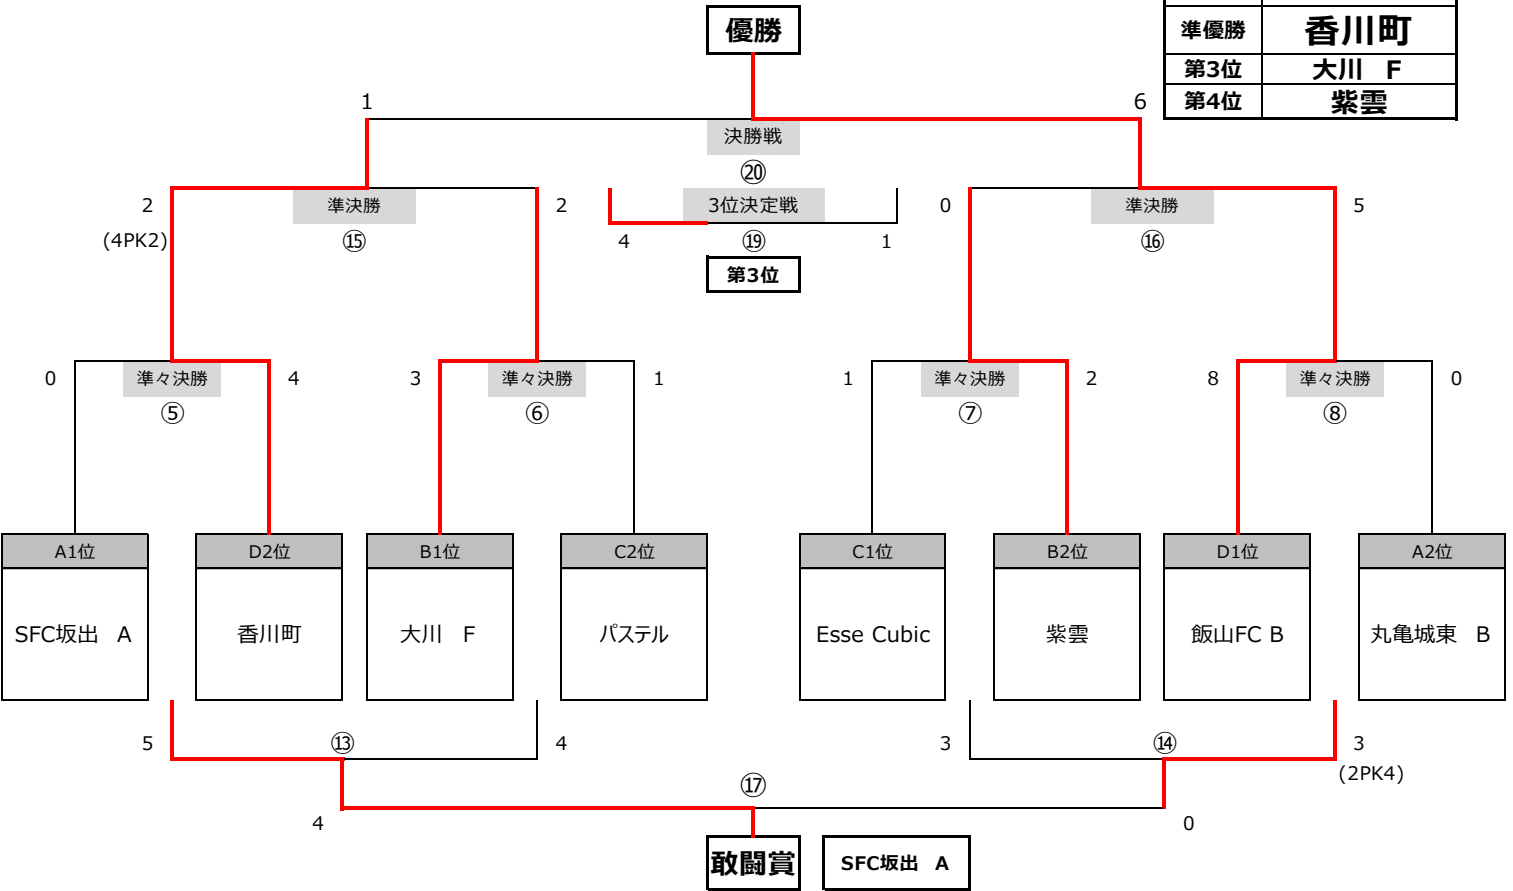 優勝
準優勝 香川町
第3位 大川 F
第4位 紫雲
1 6
決勝戦
⑳
2 準決勝 2 3位決定戦 0 準決勝 5
(4PK2) ⑮ 4 ⑲ 1 ⑯
第3位
0 準々決勝 4 3 準々決勝 1 1 準々決勝 2 8 準々決勝 0
⑤ ⑥ ⑦ ⑧
A1位 D2位 B1位 C2位 C1位 B2位 D1位 A2位
SFC坂出 A 香川町 大川 F パステル Esse Cubic 紫雲 飯山FC B 丸亀城東 B
5 ⑬ 4 3 ⑭ 3
(2PK4)
⑰
4 0
敢闘賞 SFC坂出 A